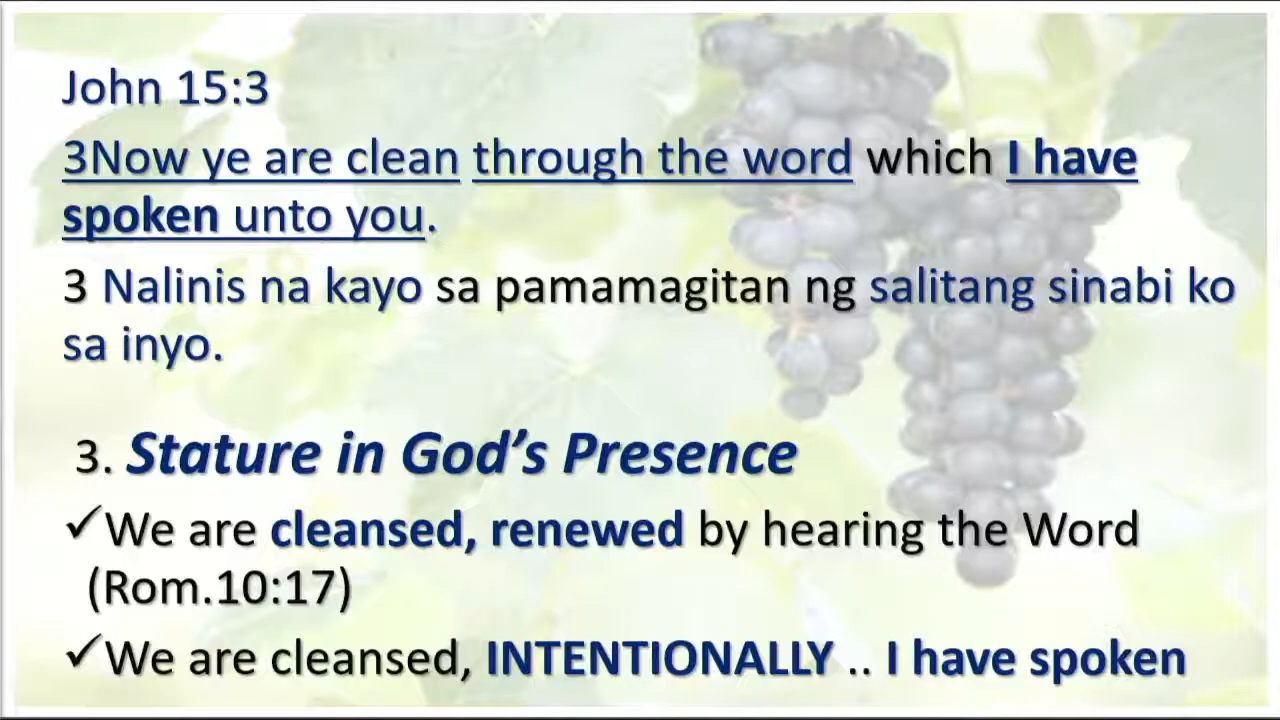 John 15:3
3Now ye are clean through the word which I have
spoken unto you.
3 Nalinis na kayo sa pamamagitan ng salitang sinabi ko
sa inyo.
3. Stature in God’s Presence
✓We are cleansed, renewed by hearing the Word
(Rom.10:17)
✓We are cleansed, INTENTIONALLY .. I have spoken